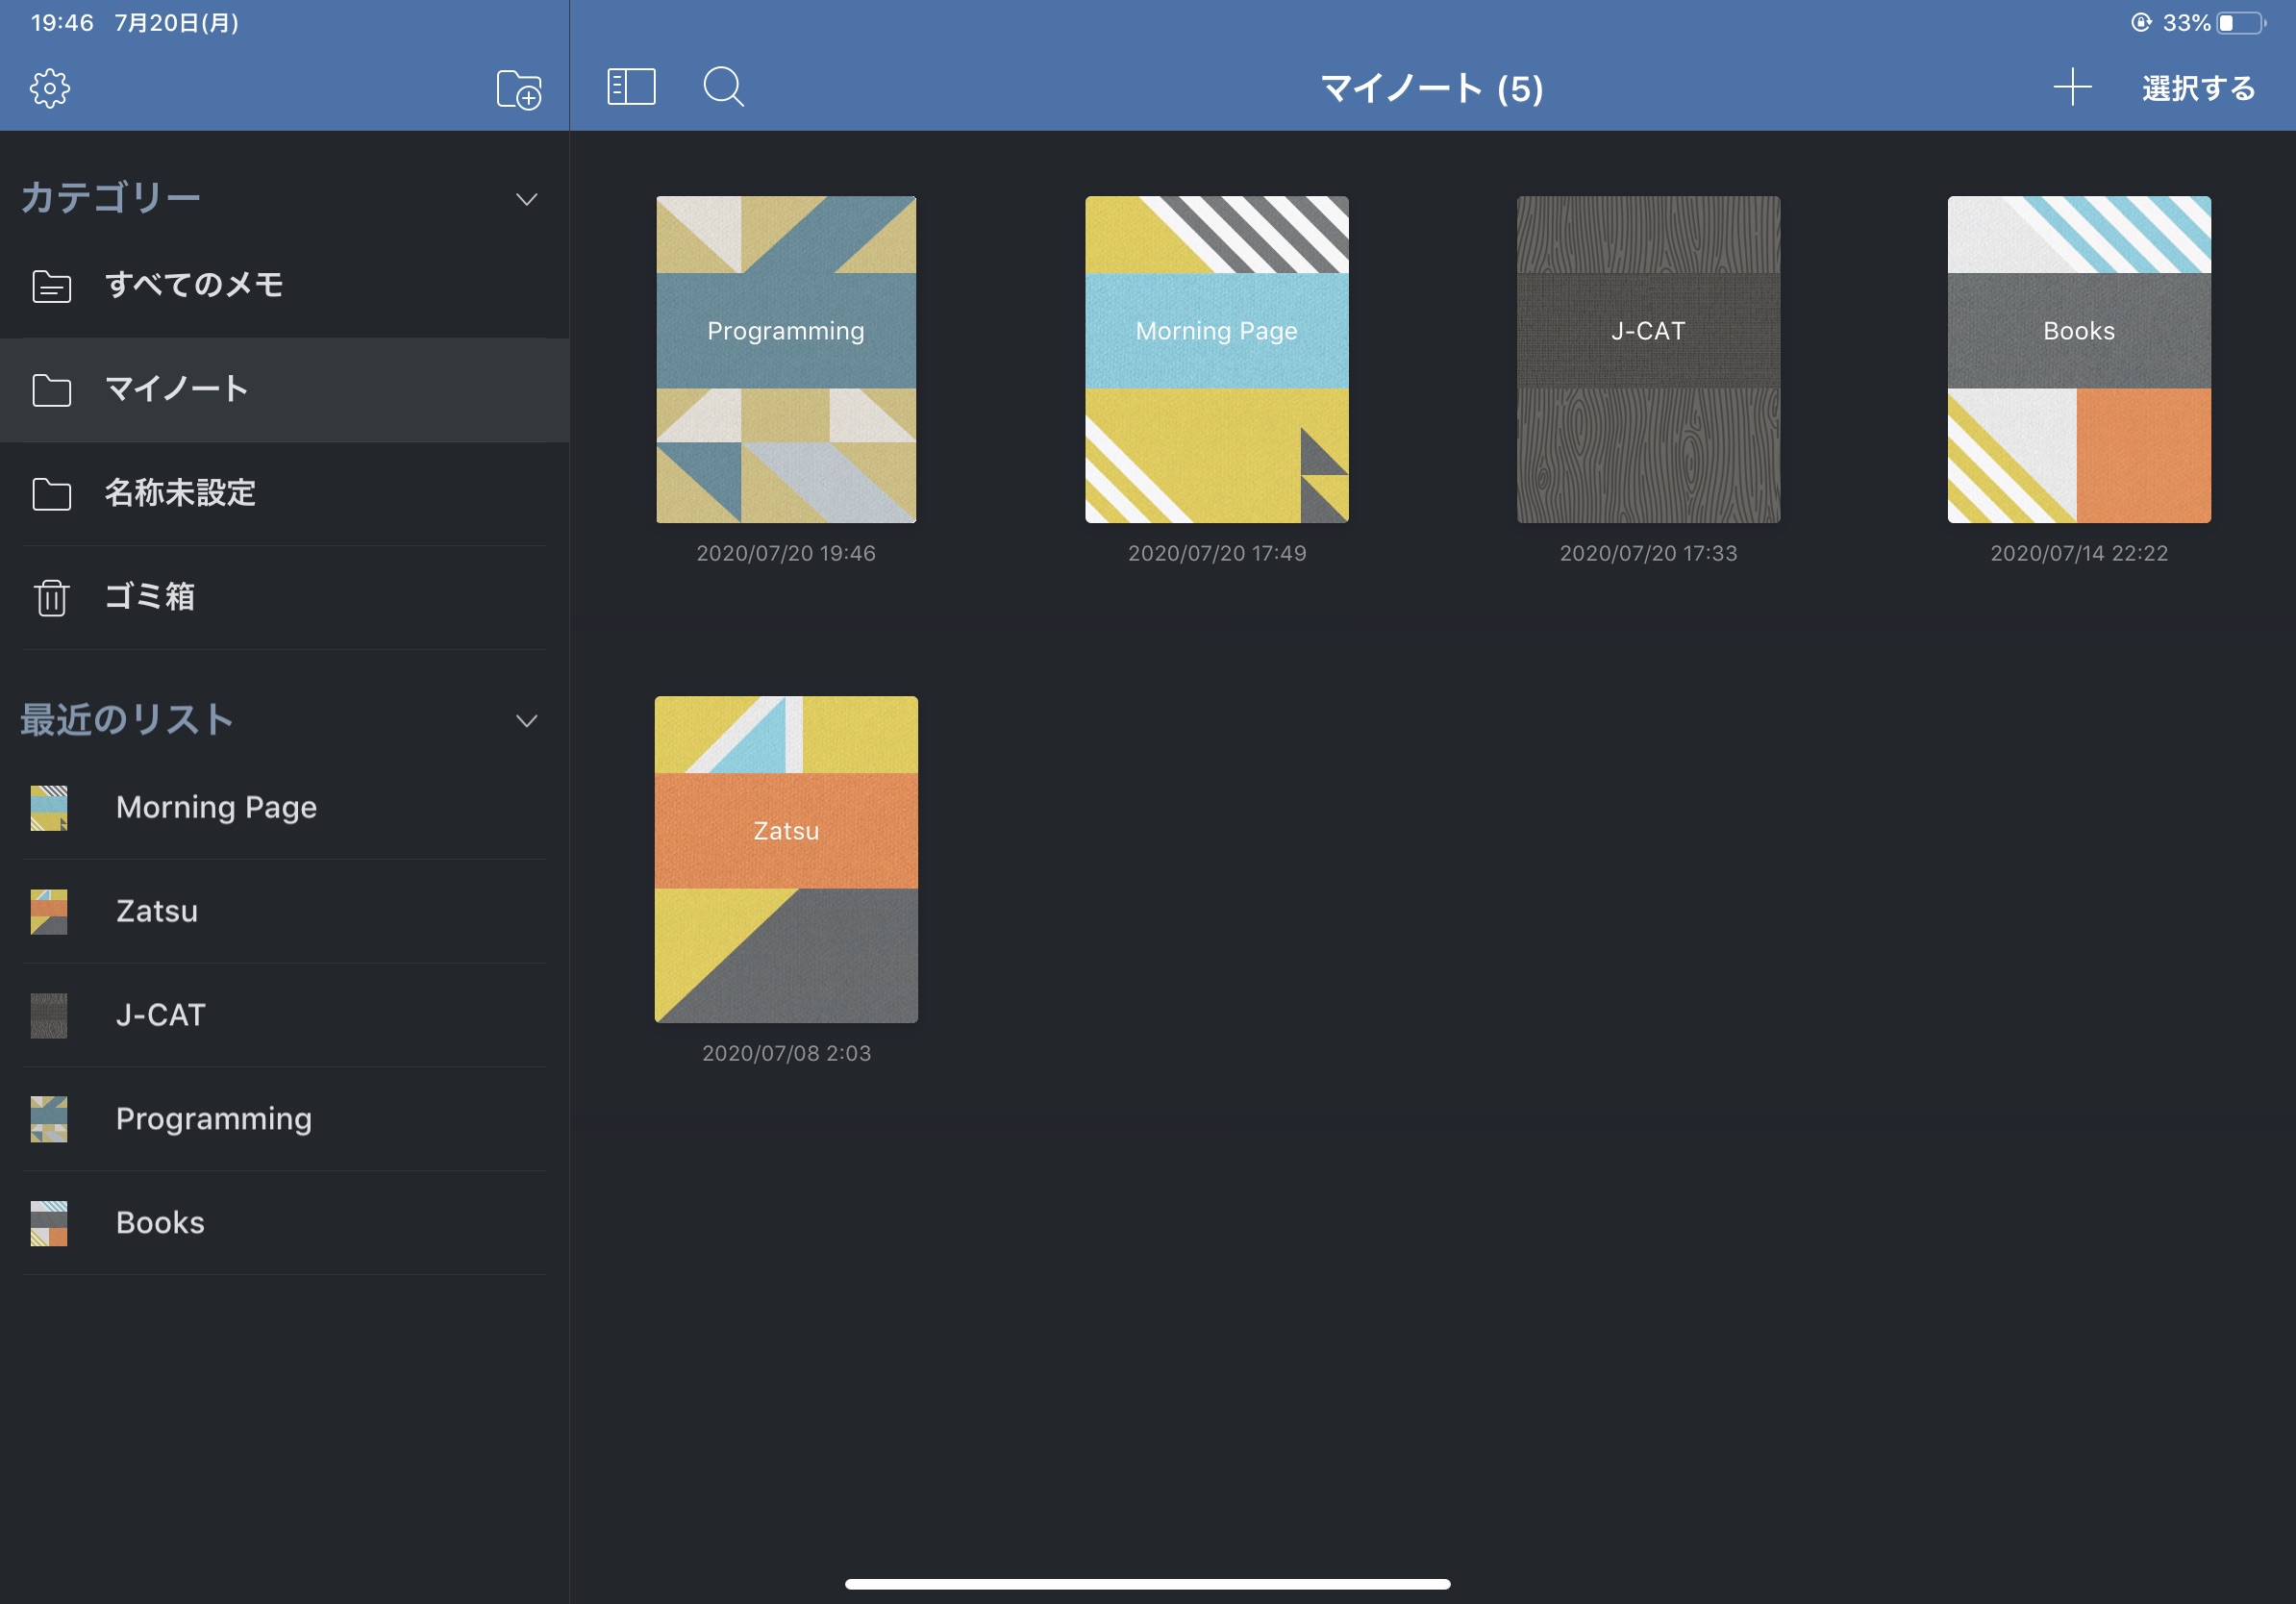 19:46 7月20日(月)
33%
マイノート (5)
選択する
カテゴリー
すべてのメモ
マイノート
名称未設定
ゴミ箱
最近のリスト
Morning Page
Zatsu
J-CAT
Programming
Books
Programming
Morning Page
J-CAT
Books
2020/07/20 19:46
2020/07/20 17:49
2020/07/20 17:33
2020/07/14 22:22
Zatsu
2020/07/08 2:03